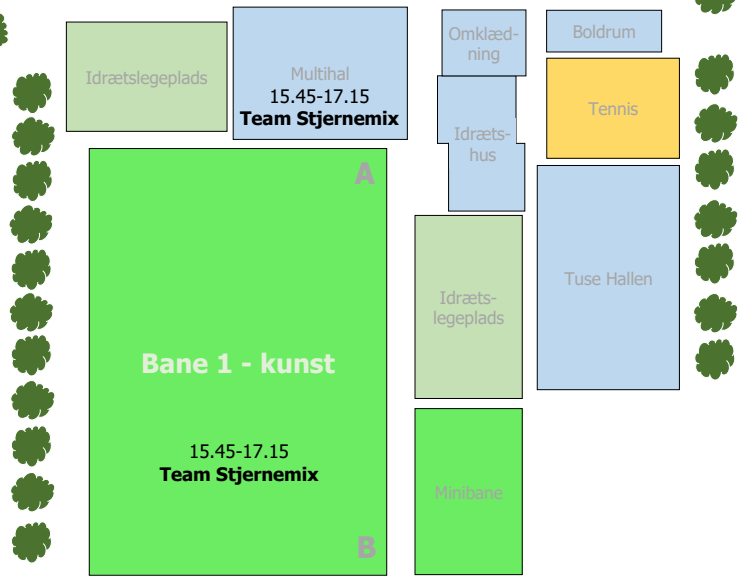 Idrætslegeplads
Multihal
15.45-17.15
Team Stjernemix
Omklæd-
ning
Boldrum
Tennis
Idræts-
hus
A
Tuse Hallen
Idræts-
legeplads
Bane 1 - kunst
15.45-17.15
Team Stjernemix
Minibane
B